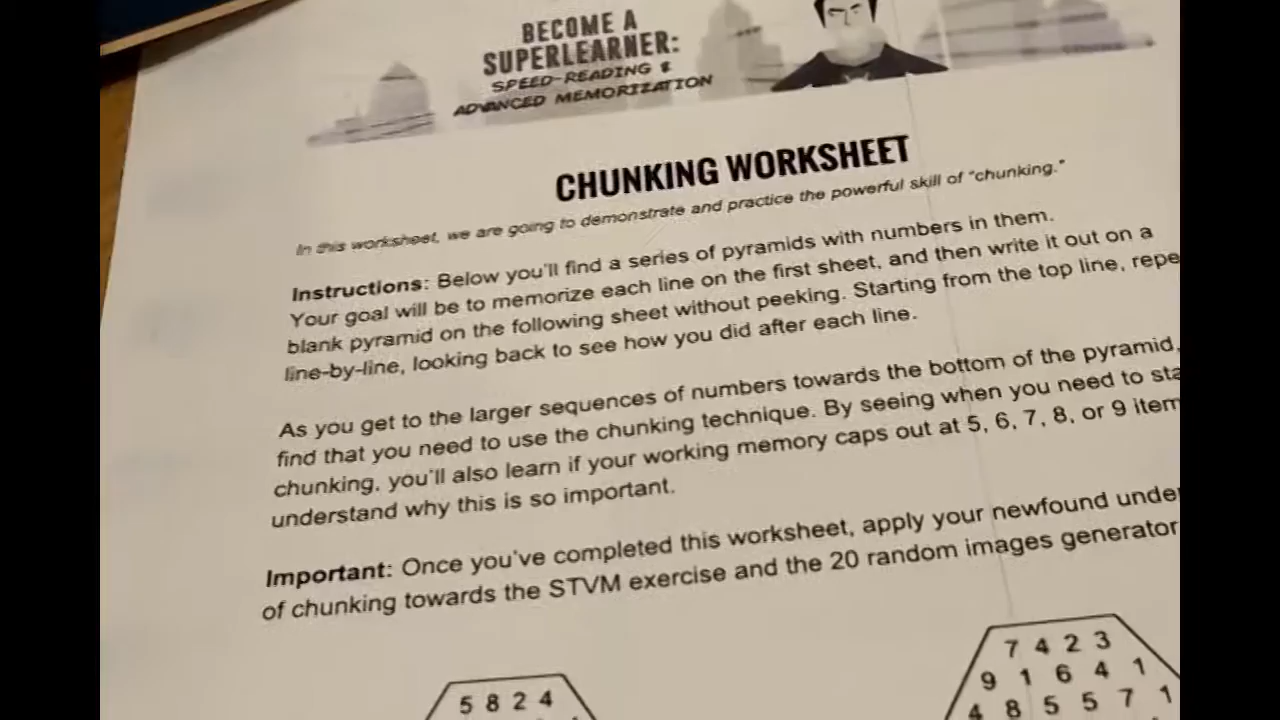 BECOME A
SUPERLEARNER:
SPEED-READING &
ADVANCED MEMORIZATION
CHUNKING WORKSHEET
In this worksheet, we are going to demonstrate and practice the powerful skill of "chunking."
Instructions: Below you'll find a series of pyramids with numbers in them.
Your goal will be to memorize each line on the first sheet, and then write it out on a
blank pyramid on the following sheet without peeking. Starting from the top line, repe
line-by-line, looking back to see how you did after each line.
As you get to the larger sequences of numbers towards the bottom of the pyramid,
find that you need to use the chunking technique. By seeing when you need to sta
chunking, you'll also learn if your working memory caps out at 5, 6, 7, 8, or 9 item
understand why this is so important.
Important: Once you've completed this worksheet, apply your newfound unde
of chunking towards the STVM exercise and the 20 random images generator
5 8 2 4
7 4 2 3
9 1 6 4 1
4 8 5 5 7 1